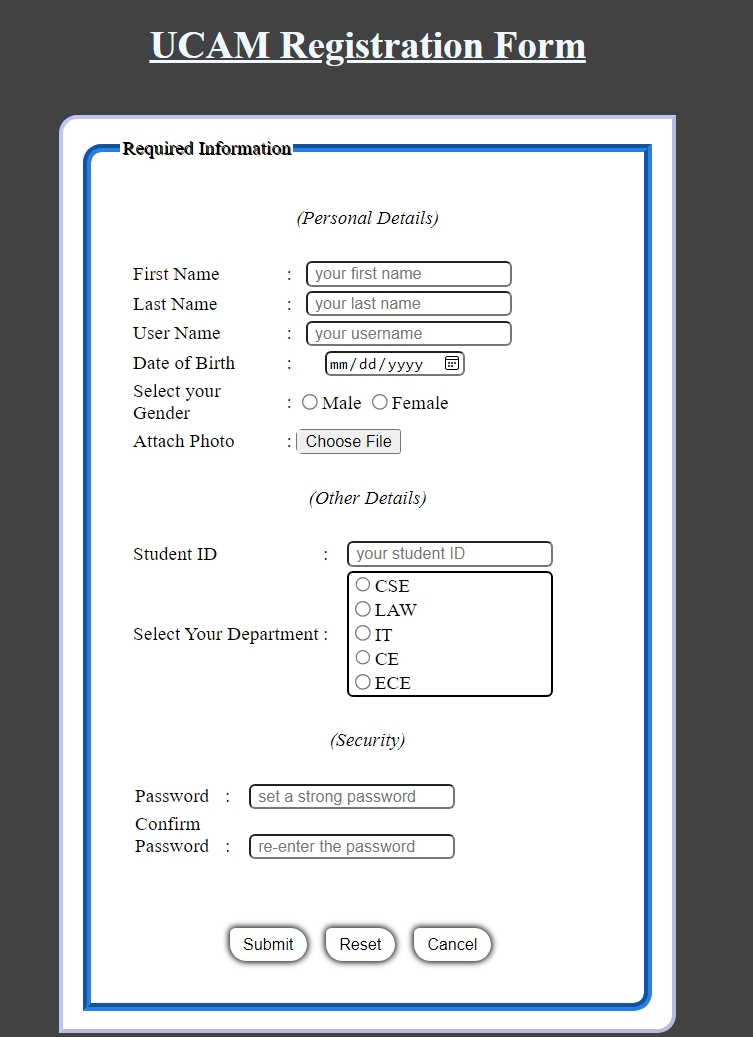 UCAM Registration Form
Required Information
(Personal Details)
First Name : your first name
Last Name : your last name
User Name : your username
Date of Birth : mm/dd/yyyy
Select your
Gender : Male Female
Attach Photo : Choose File
(Other Details)
Student ID : your student ID
CSE
LAW
Select Your Department : IT
CE
ECE
(Security)
Password : set a strong password
Confirm
Password : re-enter the password
Submit Reset Cancel